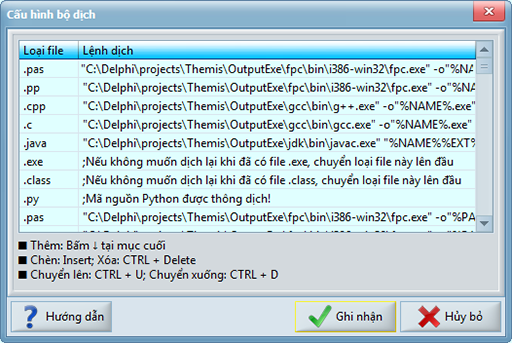 Cấu hình bộ dịch
Loại file Lệnh dịch
.pas "C:\Delphi\projects\Themis\OutputExe\fpc\bin\i386-win32\fpc.exe" -o"%NA
.pp "C:\Delphi\projects\Themis\OutputExe\fpc\bin\i386-win32\fpc.exe" -o"%NA
.cpp "C:\Delphi\projects\Themis\OutputExe\gcc\bin\g++.exe" -o"%NAME%.exe"
.c "C:\Delphi\projects\Themis\OutputExe\gcc\bin\gcc.exe" -o"%NAME%.exe"
.java "C:\Delphi\projects\Themis\OutputExe\jdk\bin\javac.exe" "%NAME%%EXT%
.exe ;Nếu không muốn dịch lại khi đã có file .exe, chuyển loại file này lên đầu
.class ;Nếu không muốn dịch lại khi đã có file .class, chuyển loại file này lên đầu
.py ;Mã nguồn Python được thông dịch!
.pas "C:\Delphi\projects\Themis\OutputExe\fpc\bin\i386-win32\fpc.exe" -o"%PA
■ Thêm: Bấm ↓ tại mục cuối
■ Chèn: Insert; Xóa: CTRL + Delete
■ Chuyển lên: CTRL + U; Chuyển xuống: CTRL + D
Hướng dẫn Ghi nhận Hủy bỏ